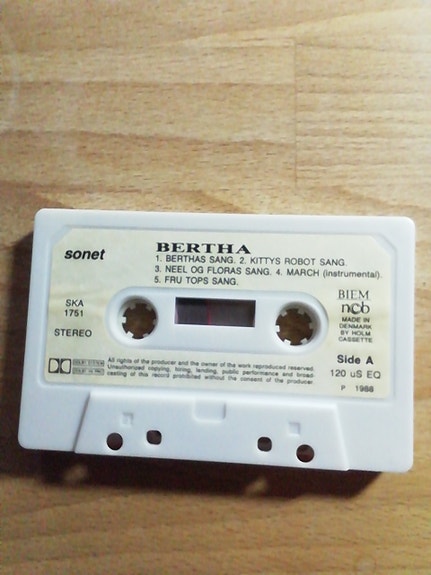 sonet
BERTHA
1. BERTHAS SANG. 2. KITTYS ROBOT SANG.
3. NEEL OG FLORAS SANG. 4. MARCH (instrumental).
5. FRU TOPS SANG.
SKA
1751
STEREO
BIEM
ncb
MADE IN
DENMARK
BY HOLM
CASSETTE
Side A
120 uS EQ
P 1988
DOLBY SYSTEM
All rights of the producer and the owner of the work reproduced reserved.
Unauthorized copying, hiring, lending, public performance and broad-
casting of this record prohibited without the consent of the producer.